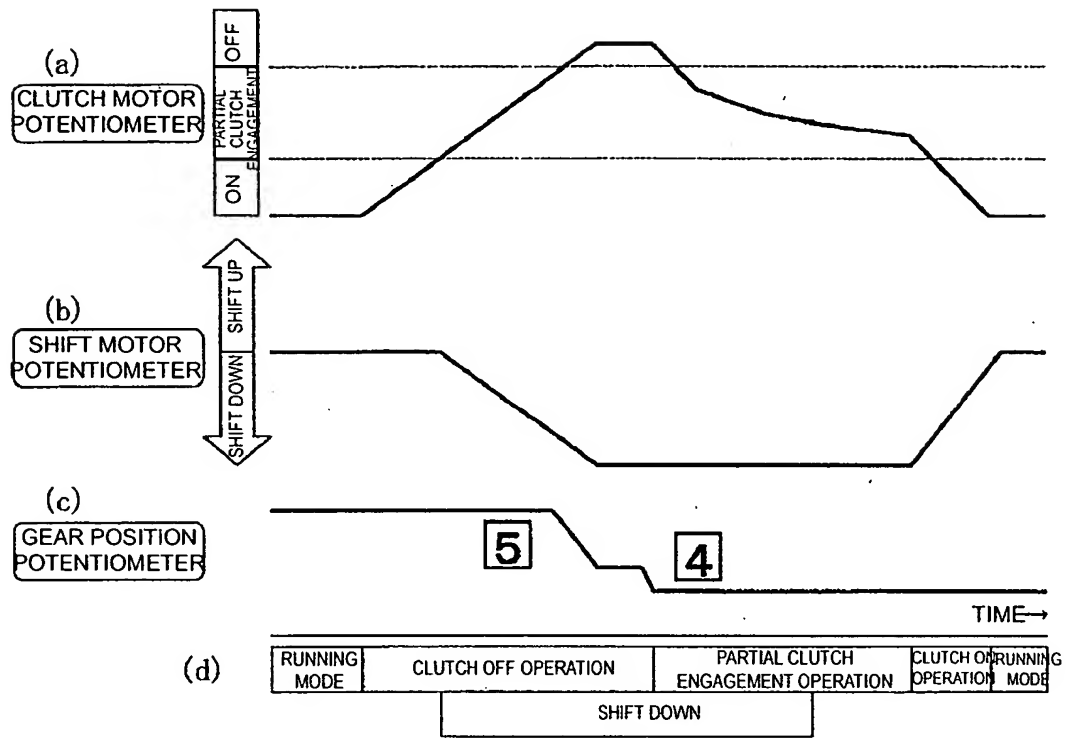 (a)
CLUTCH MOTOR
POTENTIOMETER
OFF
PARTIAL
CLUTCH
ENGAGEMENT
ON
(b)
SHIFT MOTOR
POTENTIOMETER
SHIFT UP
SHIFT DOWN
(c)
GEAR POSITION
POTENTIOMETER
5
4
TIME→
(d)
RUNNING
MODE
CLUTCH OFF OPERATION
PARTIAL CLUTCH
ENGAGEMENT OPERATION
CLUTCH ON
OPERATION
RUNNING
MODE
SHIFT DOWN